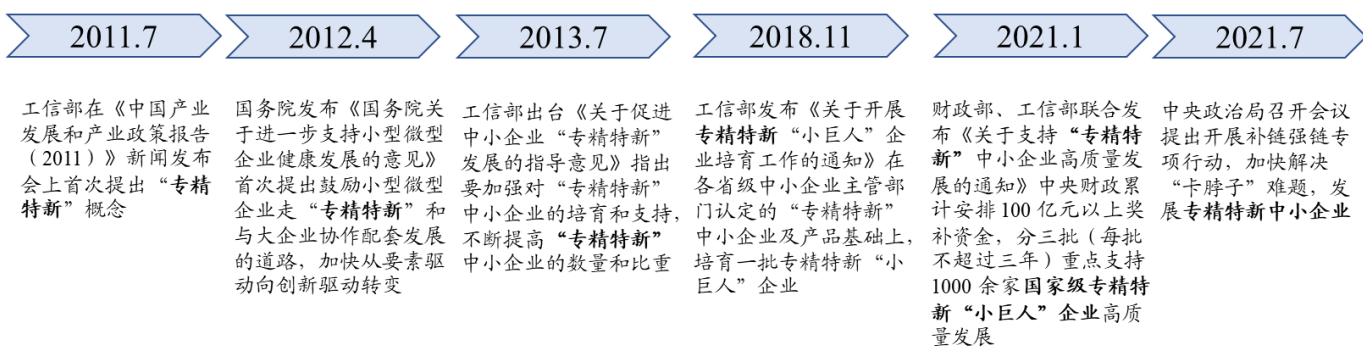 2011.7
工信部在《中国产业
发展和产业政策报告
（2011）》新闻发布
会上首次提出“专精
特新”概念
2012.4
国务院发布《国务院关
于进一步支持小型微型
企业健康发展的意见》
首次提出鼓励小型微型
企业走“专精特新”和
与大企业协作配套发展
的道路，加快从要素驱
动向创新驱动转变
2013.7
工信部出台《关于促进
中小企业“专精特新”
发展的指导意见》指出
要加强对“专精特新”
中小企业的培育和支持，
不断提高“专精特新”
中小企业的数量和比重
2018.11
工信部发布《关于开展
专精特新“小巨人”企
业培育工作的通知》在
各省级中小企业主管部
门认定的“专精特新”
中小企业及产品基础上，
培育一批专精特新“小
巨人”企业
2021.1
财政部、工信部联合发
布《关于支持“专精特
新”中小企业高质量发
展的通知》中央财政累
计安排100亿元以上奖
补资金，分三批（每批
不超过三年）重点支持
1000余家国家级专精特
新“小巨人”企业高质
量发展
2021.7
中央政治局召开会议
提出开展补链强链专
项行动，加快解决
“卡脖子”难题，发
展专精特新中小企业